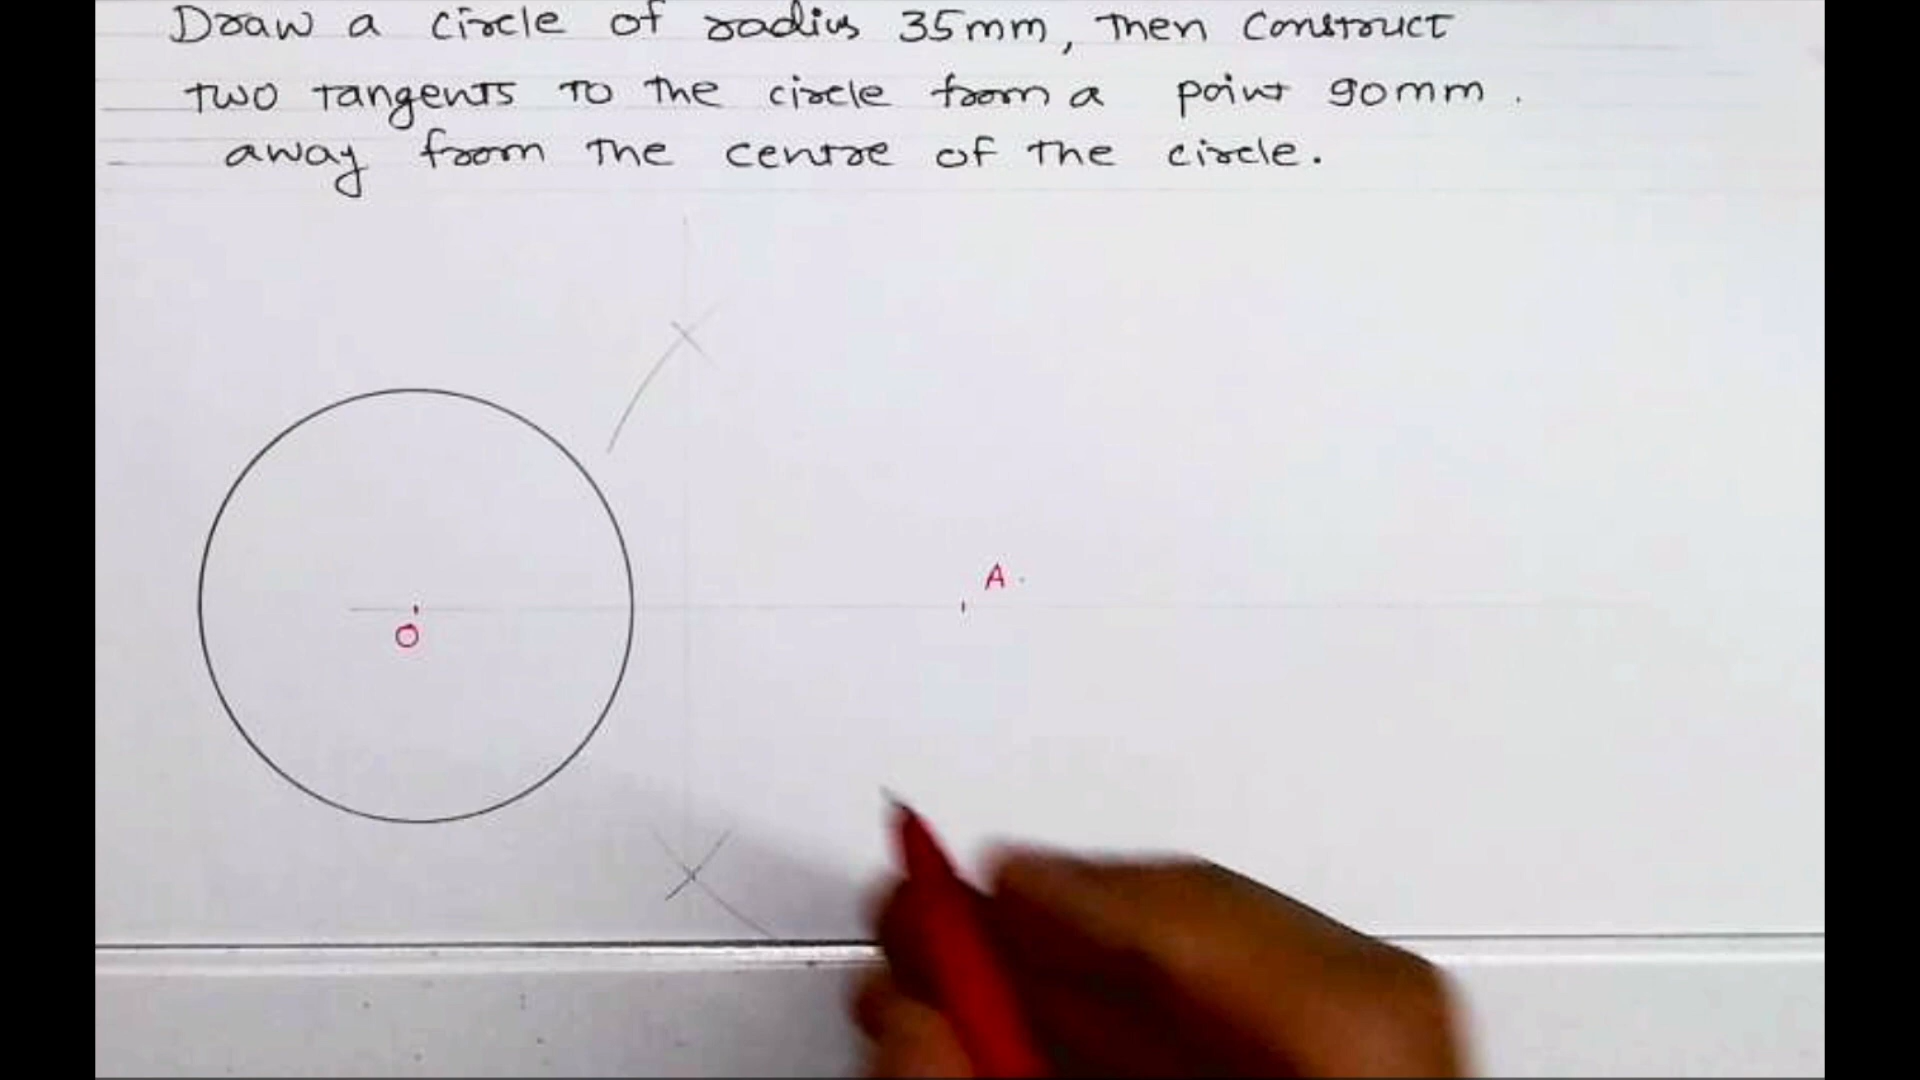 Draw a circle of radius 35mm, Then construct
two tangents to the circle from a point 90mm.
away from the centre of the circle.
A
O